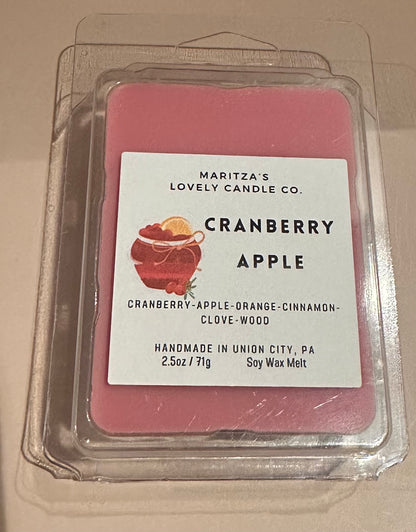 MARITZA'S
LOVELY CANDLE CO.
CRANBERRY
APPLE
CRANBERRY-APPLE-ORANGE-CINNAMON-
CLOVE-WOOD
HANDMADE IN UNION CITY, PA
2.5oz / 71g Soy Wax Melt